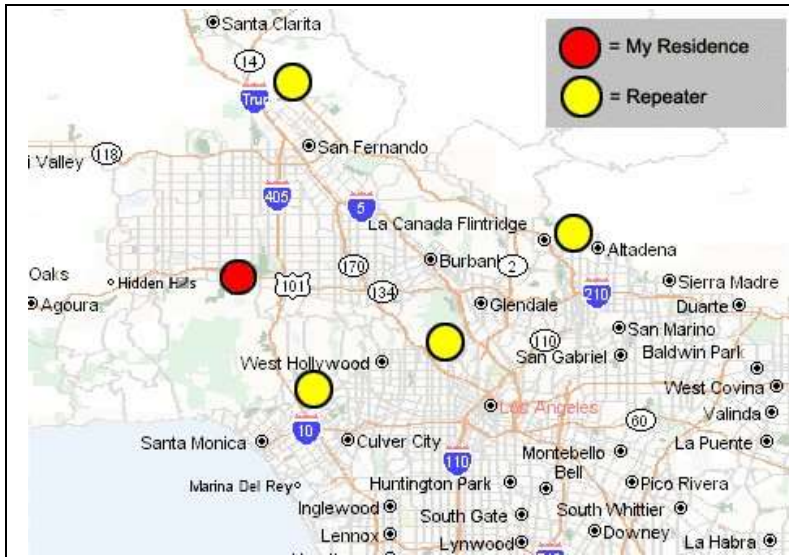 Santa Clarita
14
Tru
= My Residence
= Repeater
San Fernando
i Valley
118
405
5
La Canada Flintridge
Altadena
Oaks
Hidden Hills
101
170
Burbank
2
134
210
Sierra Madre
Agoura
Glendale
Duarte
110
San Marino
West Hollywood
San Gabriel
Baldwin Park
West Covina
Los Angeles
Valinda
10
60
Santa Monica
Culver City
La Puente
110
Montebello
Bell
Marina Del Rey
Huntington Park
Pico Rivera
Inglewood
South Gate
South Whittier
Lennox
Lynwood
Downey
La Habra